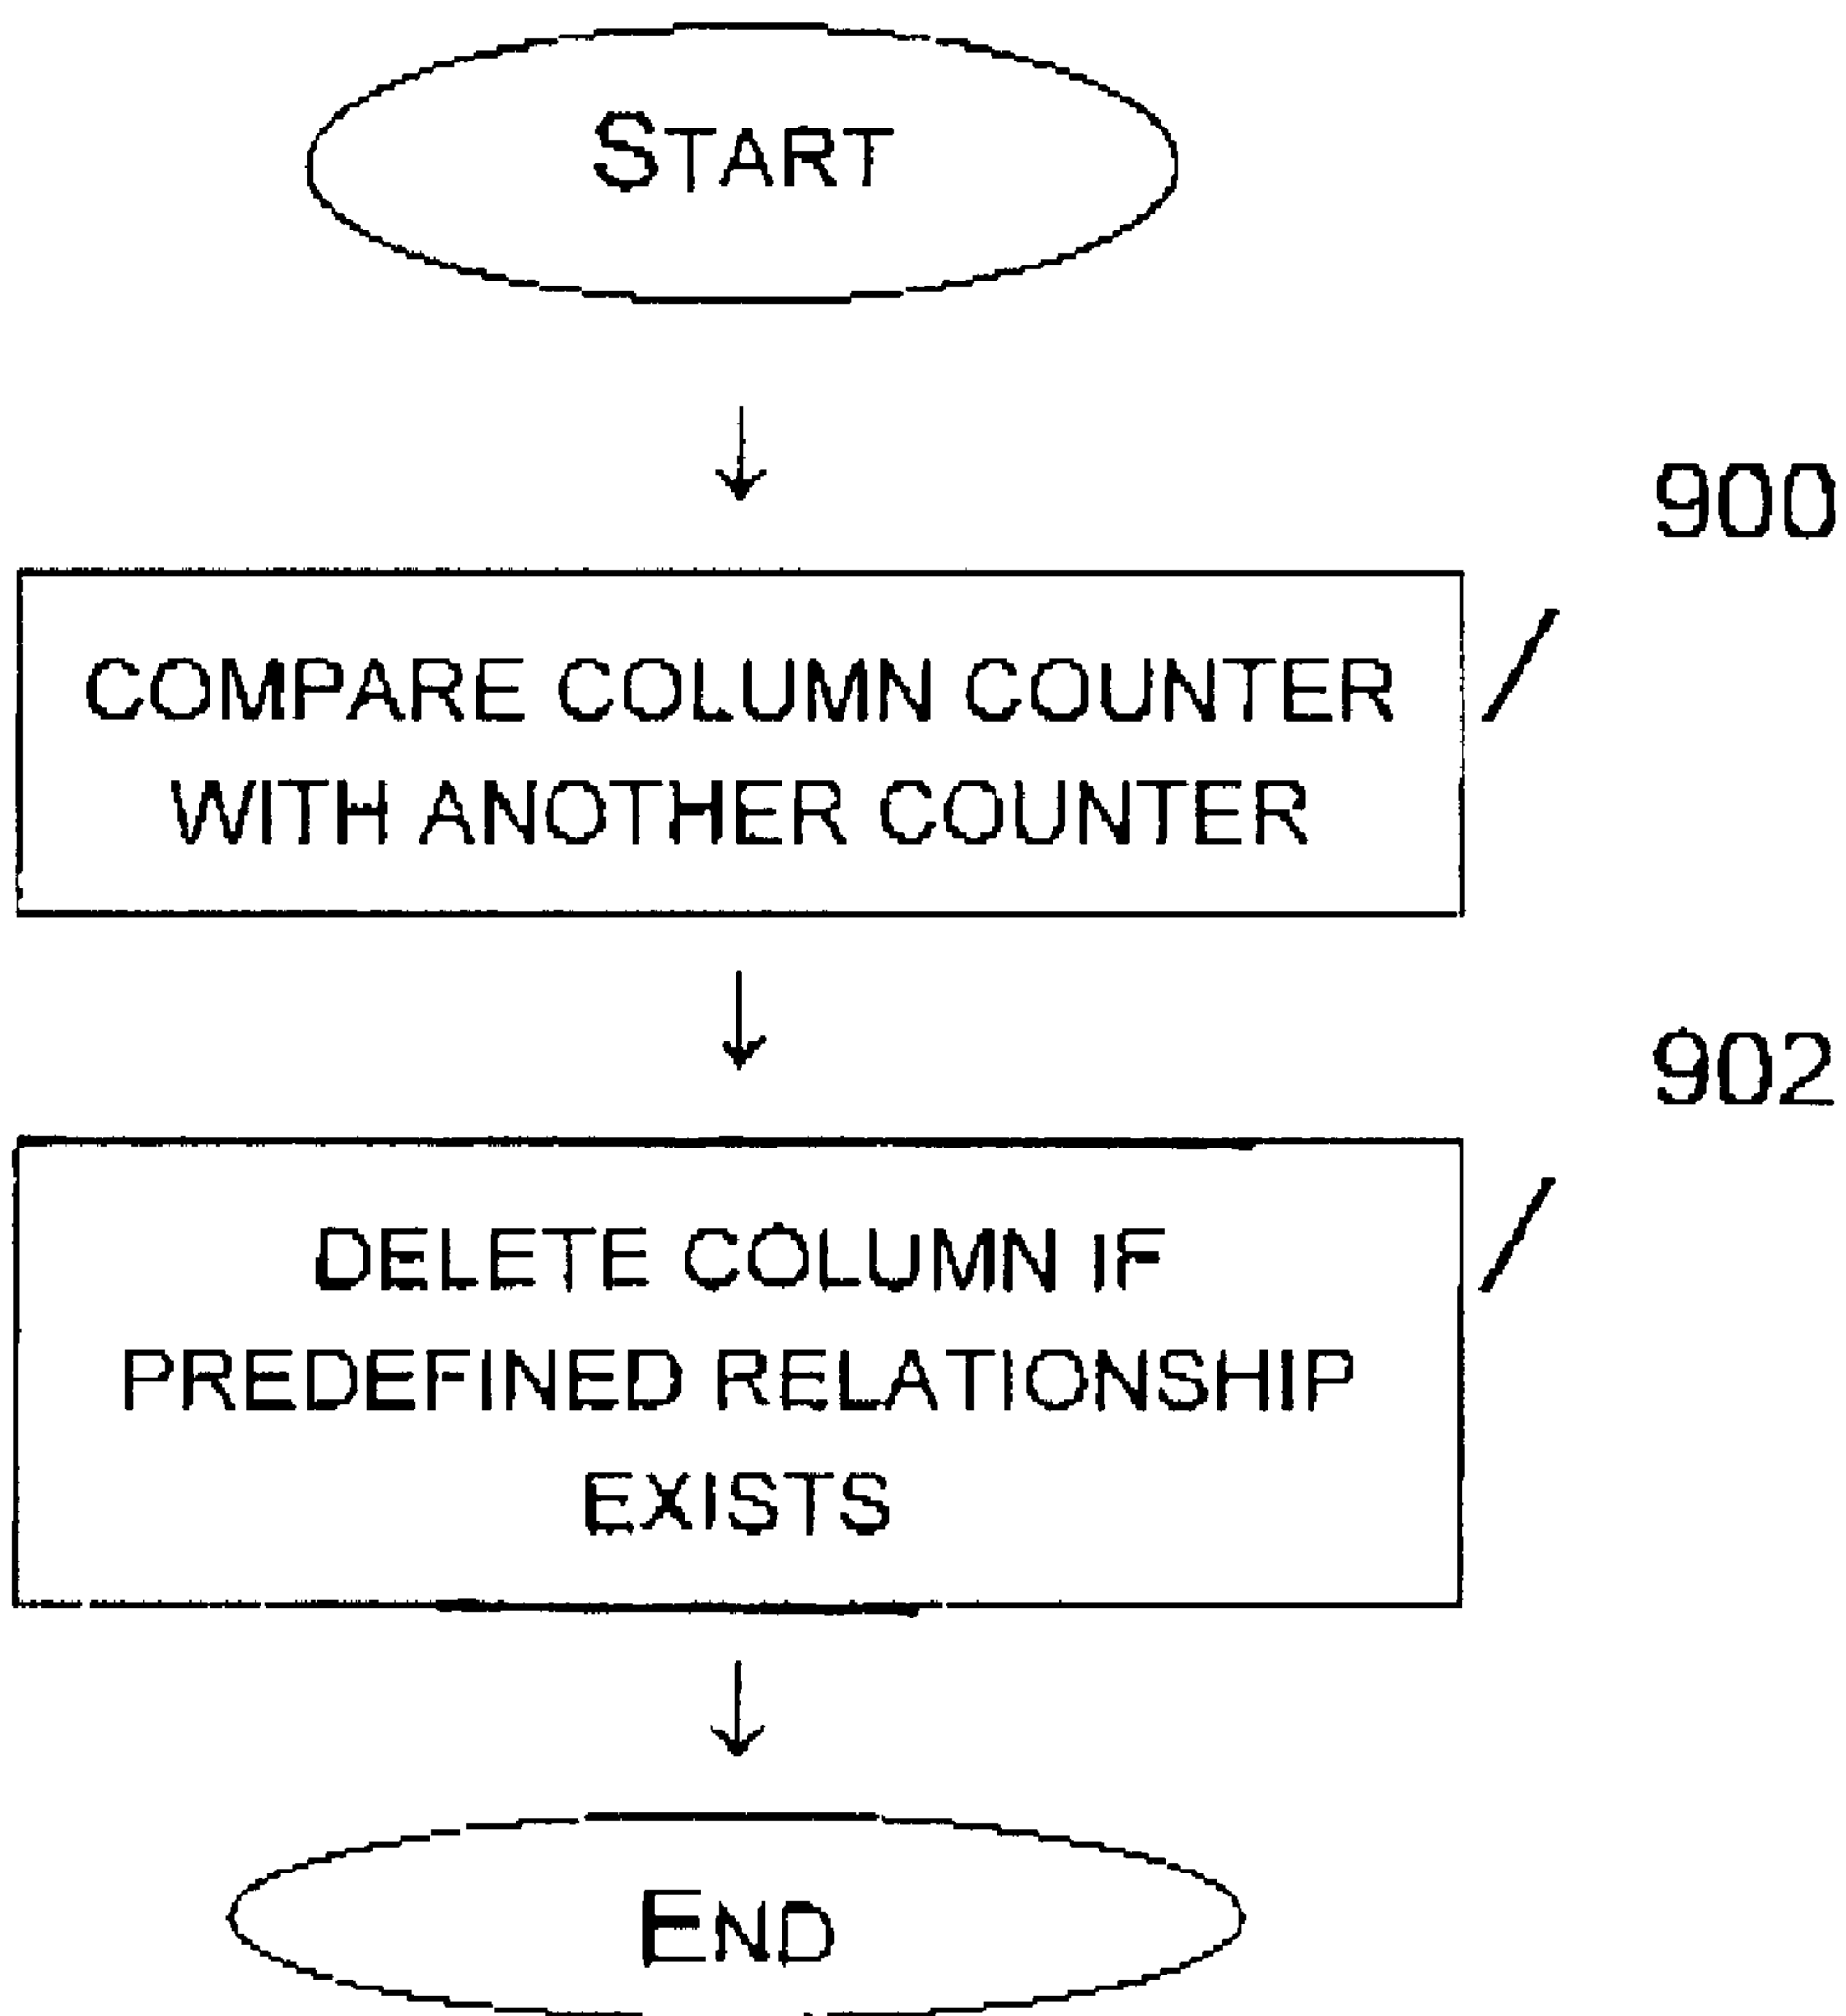 START
900
COMPARE COLUMN COUNTER
WITH ANOTHER COUNTER
902
DELETE COLUMN IF
PREDEFINED RELATIONSHIP
EXISTS
END